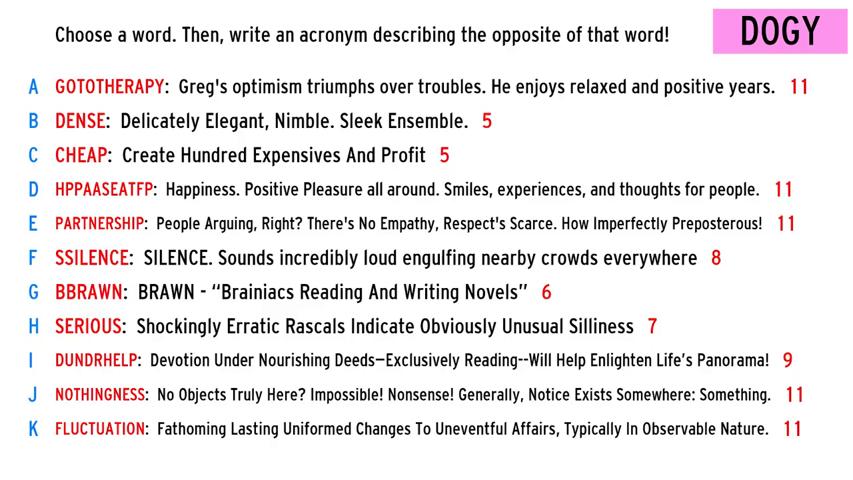 Choose a word. Then, write an acronym describing the opposite of that word!
DOGY
A GOTOTHERAPY: Greg's optimism triumphs over troubles. He enjoys relaxed and positive years. 11
B DENSE: Delicately Elegant, Nimble. Sleek Ensemble. 5
C CHEAP: Create Hundred Expensives And Profit 5
D HPPAASEATFP: Happiness. Positive Pleasure all around. Smiles, experiences, and thoughts for people. 11
E PARTNERSHIP: People Arguing, Right? There's No Empathy, Respect's Scarce. How Imperfectly Preposterous! 11
F SSILENCE: SILENCE. Sounds incredibly loud engulfing nearby crowds everywhere 8
G BBRAWN: BRAWN - “Brainiacs Reading And Writing Novels” 6
H SERIOUS: Shockingly Erratic Rascals Indicate Obviously Unusual Silliness 7
I DUNDRHELP: Devotion Under Nourishing Deeds—Exclusively Reading--Will Help Enlighten Life’s Panorama! 9
J NOTHINGNESS: No Objects Truly Here? Impossible! Nonsense! Generally, Notice Exists Somewhere: Something. 11
K FLUCTUATION: Fathoming Lasting Uniformed Changes To Uneventful Affairs, Typically In Observable Nature. 11